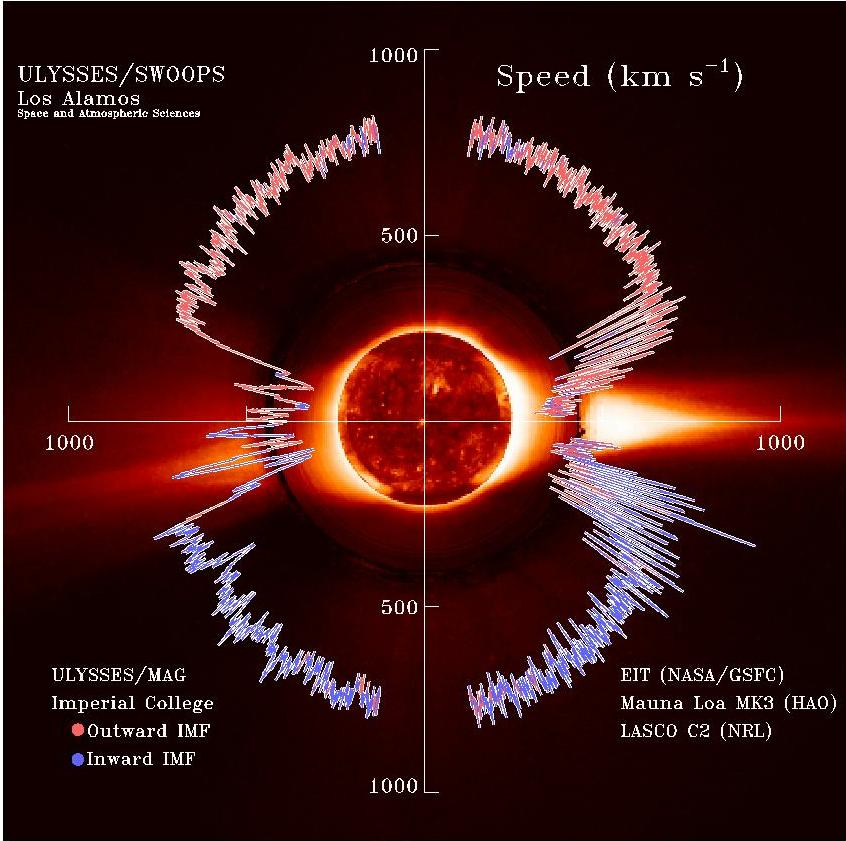 ULYSSES/SWOOPS
Los Alamos
Space and Atmospheric Sciences
Speed (km s⁻¹)
1000
500
1000
1000
500
1000
ULYSSES/MAG
Imperial College
Outward IMF
Inward IMF
EIT (NASA/GSFC)
Mauna Loa MK3 (HAO)
LASCO C2 (NRL)